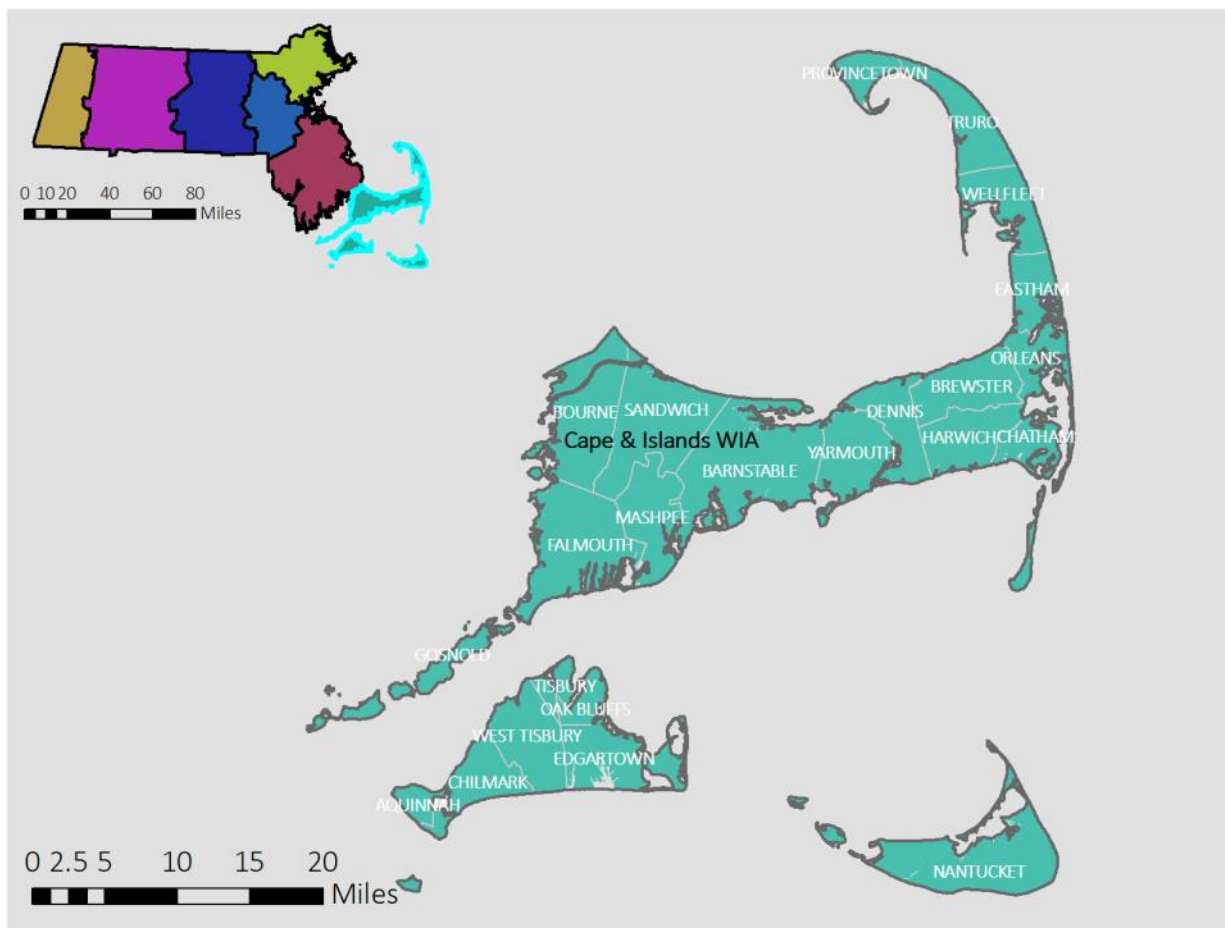 0 10 20 40 60 80
Miles
PROVINCETOWN
TRURO
WELLFLEET
EASTHAM
ORLEANS
BREWSTER
DENNIS
BOURNE
SANDWICH
HARWICH
CHATHAM
Cape & Islands WIA
YARMOUTH
BARNSTABLE
MASHPEE
FALMOUTH
GOSNOLD
TISBURY
OAK BLUFFS
WEST TISBURY
EDGARTOWN
CHILMARK
AQUINNAH
NANTUCKET
0 2.5 5 10 15 20
Miles